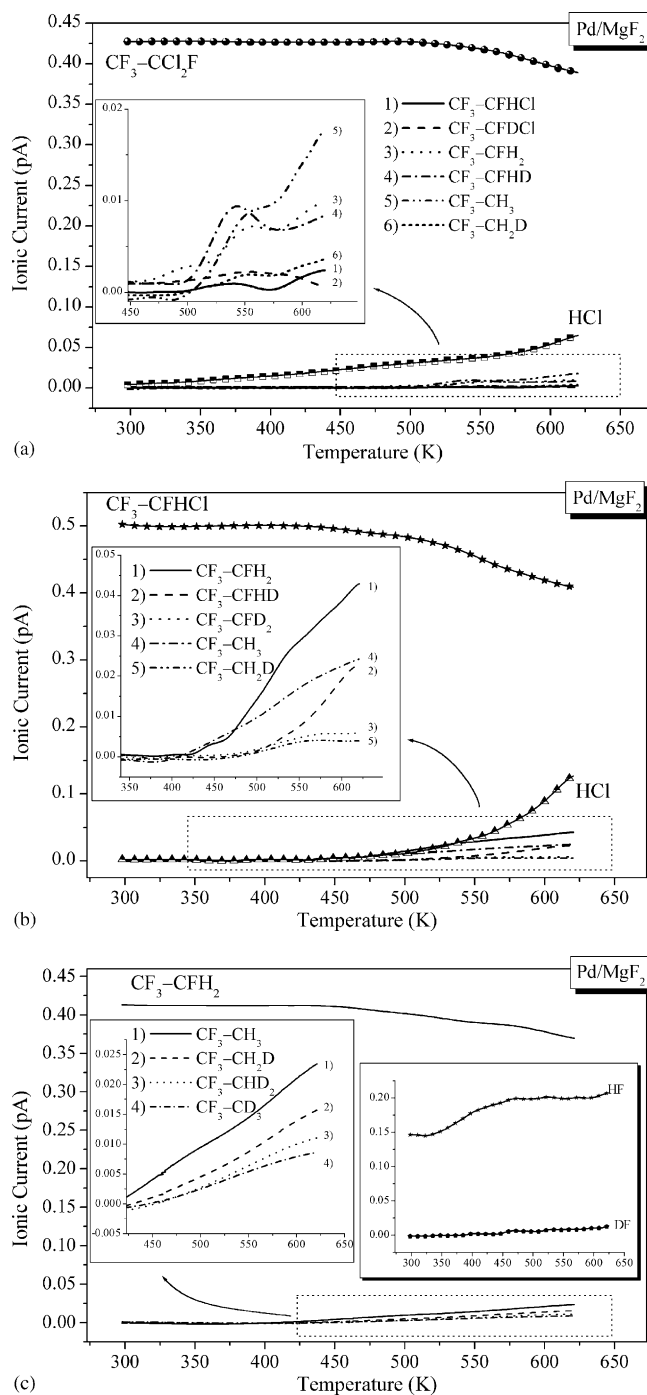 0.45
0.40
0.35
0.30
0.25
0.20
0.15
0.10
0.05
0.00
Ionic Current (pA)
Pd/MgF₂
CF₃–CCl₂F
1) CF₃–CFHCl
2) CF₃–CFDCl
3) CF₃–CFH₂
4) CF₃–CFHD
5) CF₃–CH₃
6) CF₃–CH₂D
0.02
0.01
0.00
5)
3)
4)
6)
1)
2)
450 500 550 600
HCl
300 350 400 450 500 550 600 650
Temperature (K)
(a)
0.5
0.4
0.3
0.2
0.1
0.0
Ionic Current (pA)
Pd/MgF₂
CF₃–CFHCl
1) CF₃–CFH₂
2) CF₃–CFHD
3) CF₃–CFD₂
4) CF₃–CH₃
5) CF₃–CH₂D
0.05
0.04
0.03
0.02
0.01
0.00
1)
4)
2)
3)
5)
350 400 450 500 550 600
HCl
300 350 400 450 500 550 600 650
Temperature (K)
(b)
0.45
0.40
0.35
0.30
0.25
0.20
0.15
0.10
0.05
0.00
Ionic Current (pA)
Pd/MgF₂
CF₃–CFH₂
1) CF₃–CH₃
2) CF₃–CH₂D
3) CF₃–CHD₂
4) CF₃–CD₃
0.025
0.020
0.015
0.010
0.005
0.000
-0.005
1)
2)
3)
4)
450 500 550 600 650
0.20
0.15
0.10
0.05
0.00
HF
DF
300 350 400 450 500 550 600 650
300 350 400 450 500 550 600 650
Temperature (K)
(c)